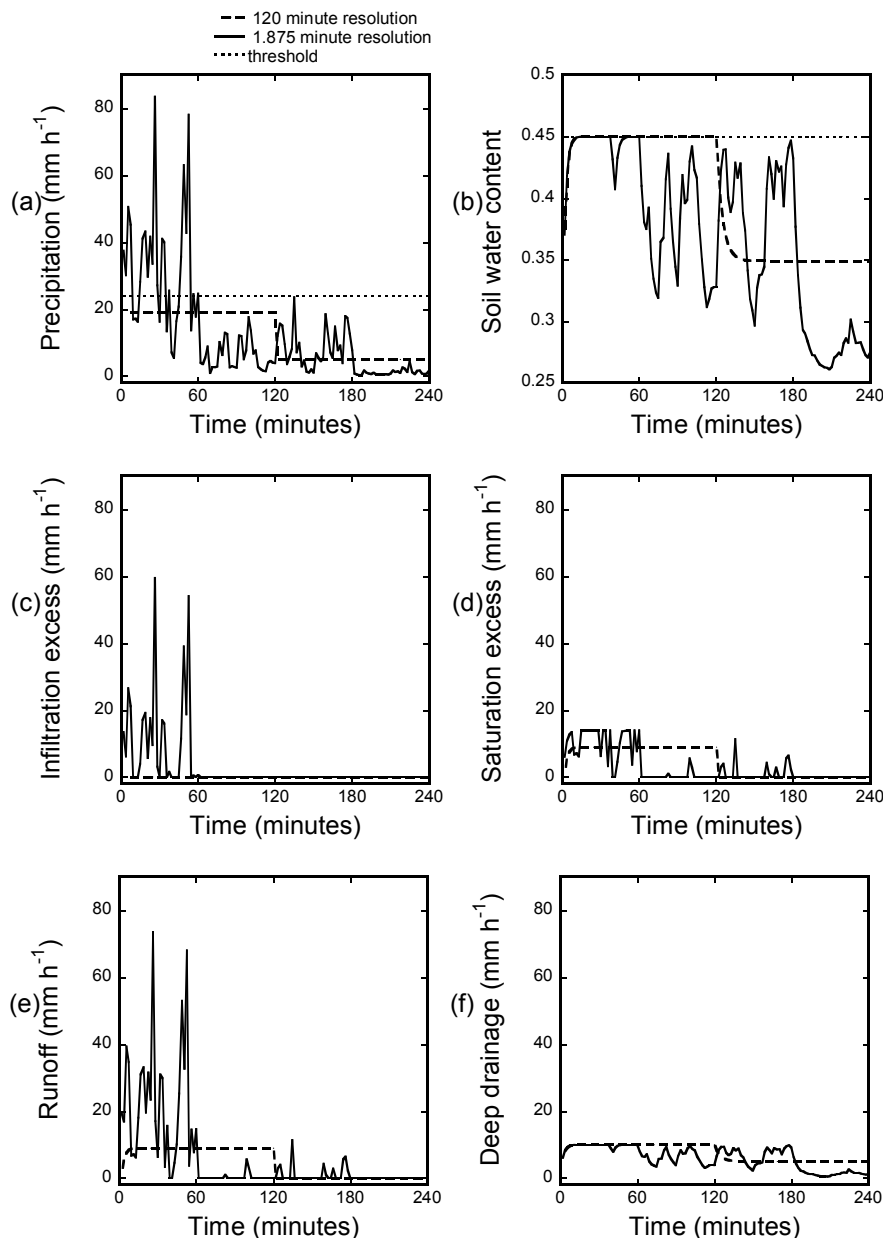 120 minute resolution
1.875 minute resolution
threshold
(a)
Precipitation (mm h-1)
80
60
40
20
0
0 60 120 180 240
Time (minutes)
(b)
Soil water content
0.5
0.45
0.4
0.35
0.3
0.25
0 60 120 180 240
Time (minutes)
(c)
Infiltration excess (mm h-1)
80
60
40
20
0
0 60 120 180 240
Time (minutes)
(d)
Saturation excess (mm h-1)
80
60
40
20
0
0 60 120 180 240
Time (minutes)
(e)
Runoff (mm h-1)
80
60
40
20
0
0 60 120 180 240
Time (minutes)
(f)
Deep drainage (mm h-1)
80
60
40
20
0
0 60 120 180 240
Time (minutes)